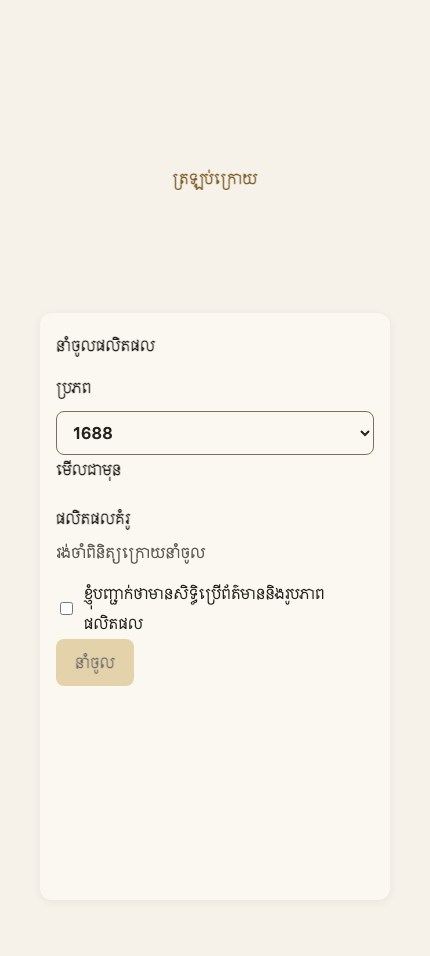 ត្រឡប់ក្រោយ
នាំចូលផលិតផល
ប្រភព
1688
មើលជាមុន
ផលិតផលគំរូ
រង់ចាំពិនិត្យក្រោយនាំចូល
ខ្ញុំបញ្ជាក់ថាមានសិទ្ធិប្រើព័ត៌មាននិងរូបភាព
ផលិតផល
នាំចូល